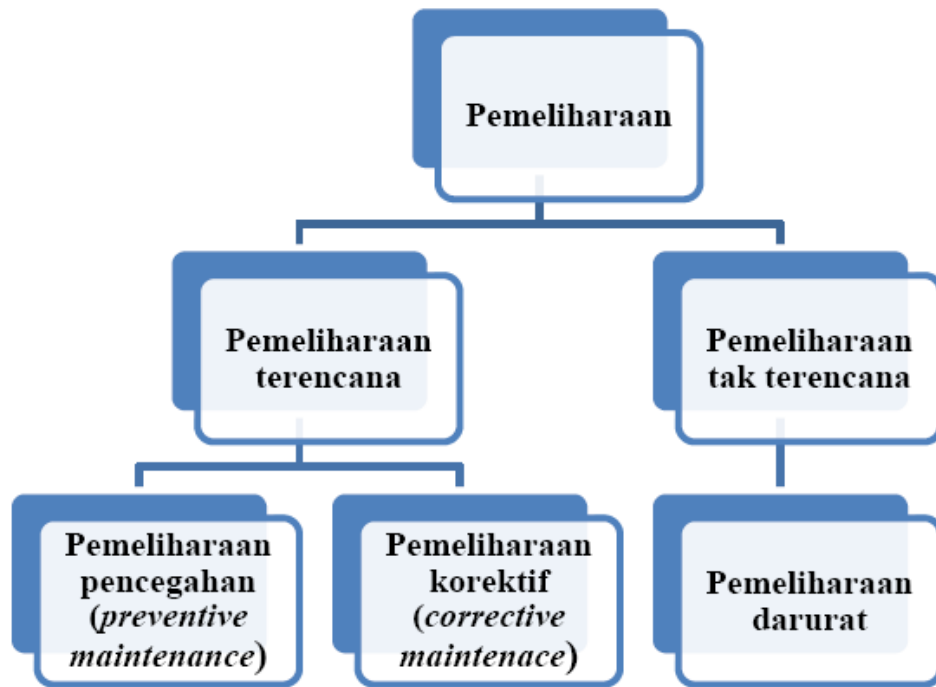 Pemeliharaan
Pemeliharaan
terencana
Pemeliharaan
tak terencana
Pemeliharaan
pencegahan
(preventive
maintenance)
Pemeliharaan
korektif
(corrective
maintenace)
Pemeliharaan
darurat